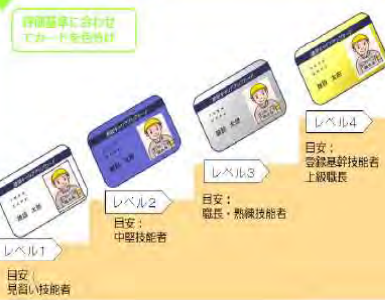 評価基準に合わせ
てカードを色分け
レベル4
目安：
登録基幹技能者
上級職長
レベル3
目安：
職長・熟練技能者
レベル2
目安：
中堅技能者
レベル1
目安：
見習い技能者